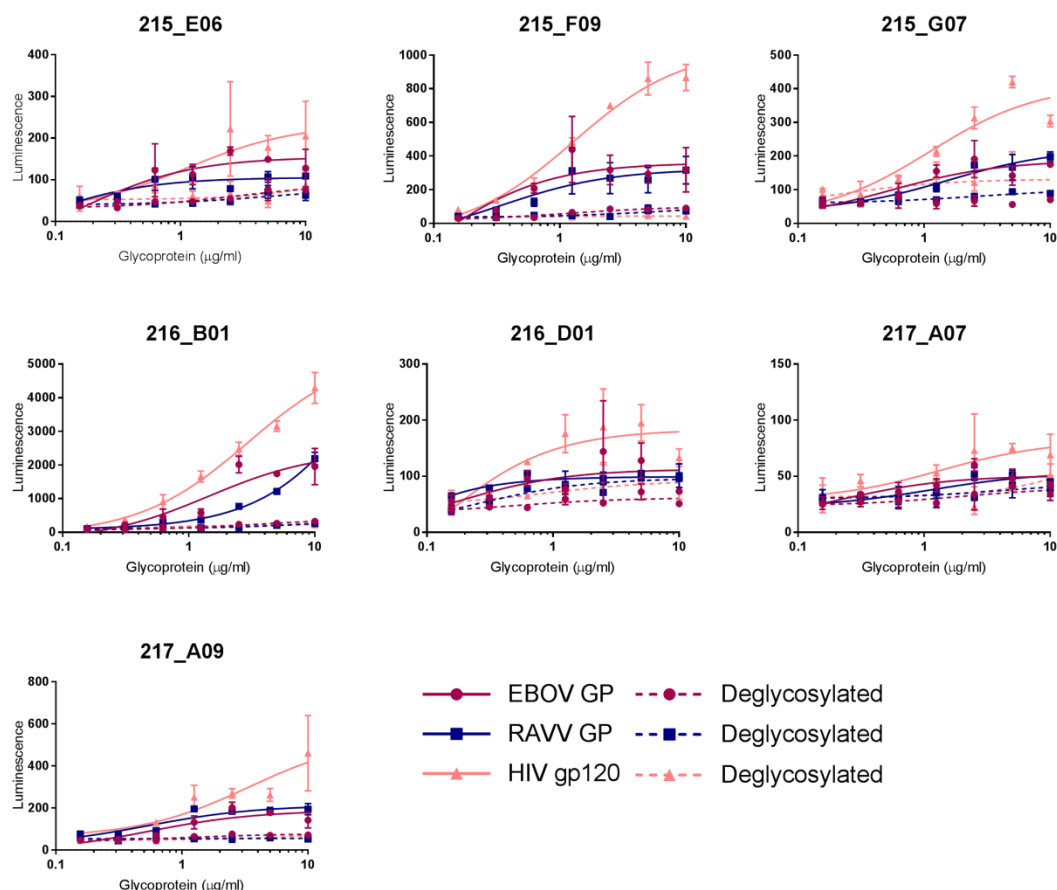 215_E06
400
300
200
100
0
0.1
1
10
Luminescence
Glycoprotein (μg/ml)
215_F09
1000
800
600
400
200
0
0.1
1
10
Luminescence
Glycoprotein (μg/ml)
215_G07
500
400
300
200
100
0
0.1
1
10
Luminescence
Glycoprotein (μg/ml)
216_B01
5000
4000
3000
2000
1000
0
0.1
1
10
Luminescence
Glycoprotein (μg/ml)
216_D01
300
200
100
0
0.1
1
10
Luminescence
Glycoprotein (μg/ml)
217_A07
150
100
50
0
0.1
1
10
Luminescence
Glycoprotein (μg/ml)
217_A09
800
600
400
200
0
0.1
1
10
Luminescence
Glycoprotein (μg/ml)
EBOV GP Deglycosylated
RAVV GP Deglycosylated
HIV gp120 Deglycosylated